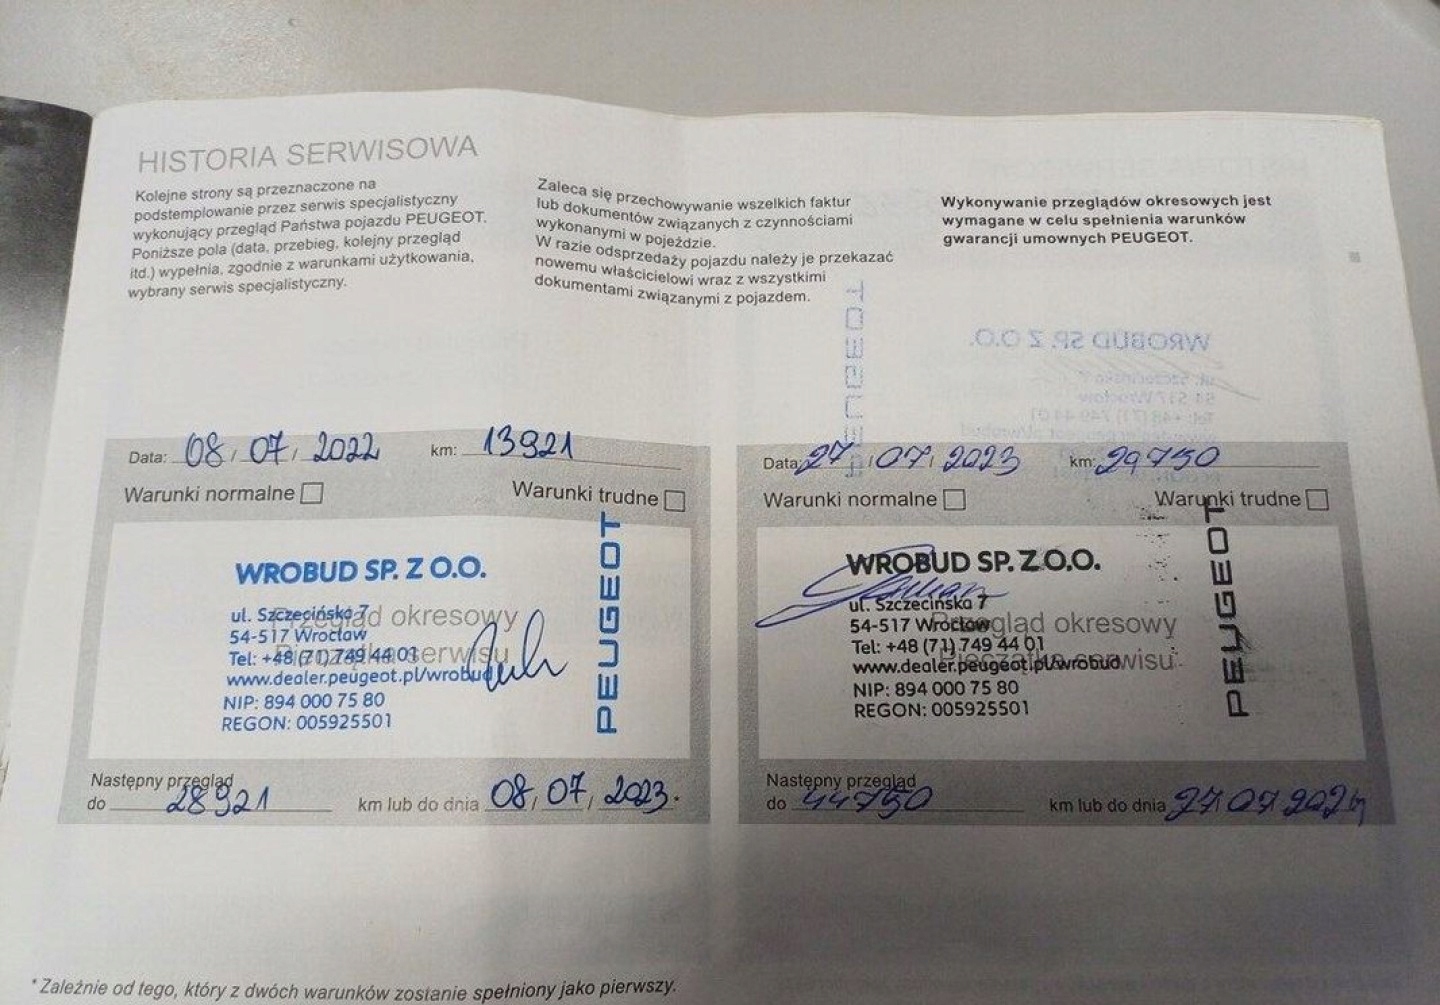 HISTORIA SERWISOWA
Kolejne strony są przeznaczone na
podstemplowanie przez serwis specjalistyczny
wykonujący przegląd Państwa pojazdu PEUGEOT.
Poniższe pola (data, przebieg, kolejny przegląd
itd.) wypełnia, zgodnie z warunkami użytkowania,
wybrany serwis specjalistyczny.
Zaleca się przechowywanie wszelkich faktur
lub dokumentów związanych z czynnościami
wykonanymi w pojeździe.
W razie odsprzedaży pojazdu należy je przekazać
nowemu właścicielowi wraz z wszystkimi
dokumentami związanymi z pojazdem.
Wykonywanie przeglądów okresowych jest
wymagane w celu spełnienia warunków
gwarancji umownych PEUGEOT.
Data: 08 / 07 / 2022 km: 13921
Warunki normalne Warunki trudne
WROBUD SP. Z O.O.
ul. Szczecińska 7
Przegląd okresowy
54-517 Wrocław
Tel: +48 (71) 749 44 01
Pieczątka serwisu
www.dealer.peugeot.pl/wrobud
NIP: 894 000 75 80
REGON: 005925501
PEUGEOT
Następny przegląd
do 28921 km lub do dnia 08 / 07 / 2023.
Data: 27 / 07 / 2023 km: 29750
Warunki normalne Warunki trudne
WROBUD SP. Z O.O.
ul. Szczecińska 7
Przegląd okresowy
54-517 Wrocław
Tel: +48 (71) 749 44 01
Pieczątka serwisu
www.dealer.peugeot.pl/wrobud
NIP: 894 000 75 80
REGON: 005925501
PEUGEOT
Następny przegląd
do 44750 km lub do dnia 27 07 2024
* Zależnie od tego, który z dwóch warunków zostanie spełniony jako pierwszy.